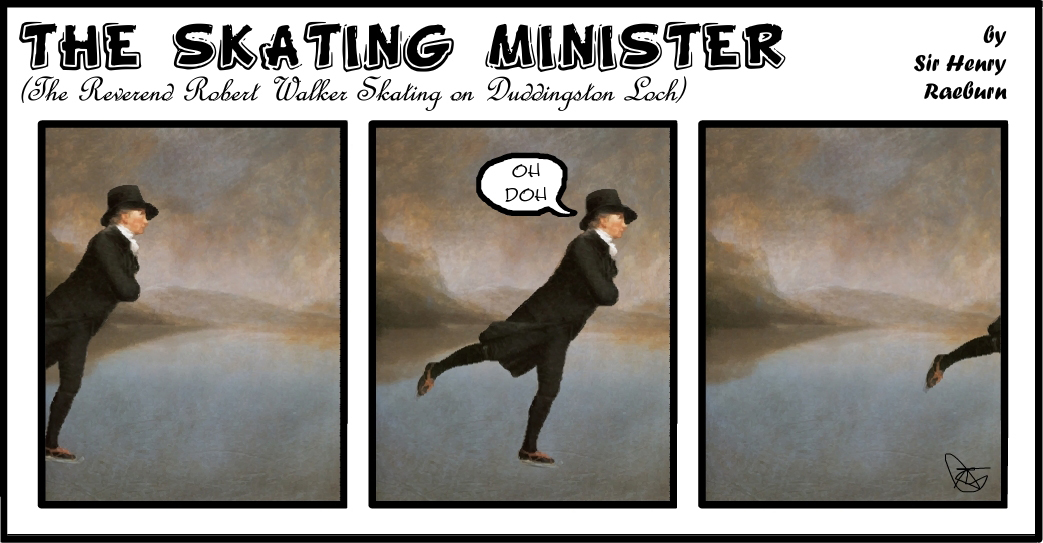 THE SKATING MINISTER
(The Reverend Robert Walker Skating on Duddingston Loch)
by
Sir Henry
Raeburn
OH
DOH